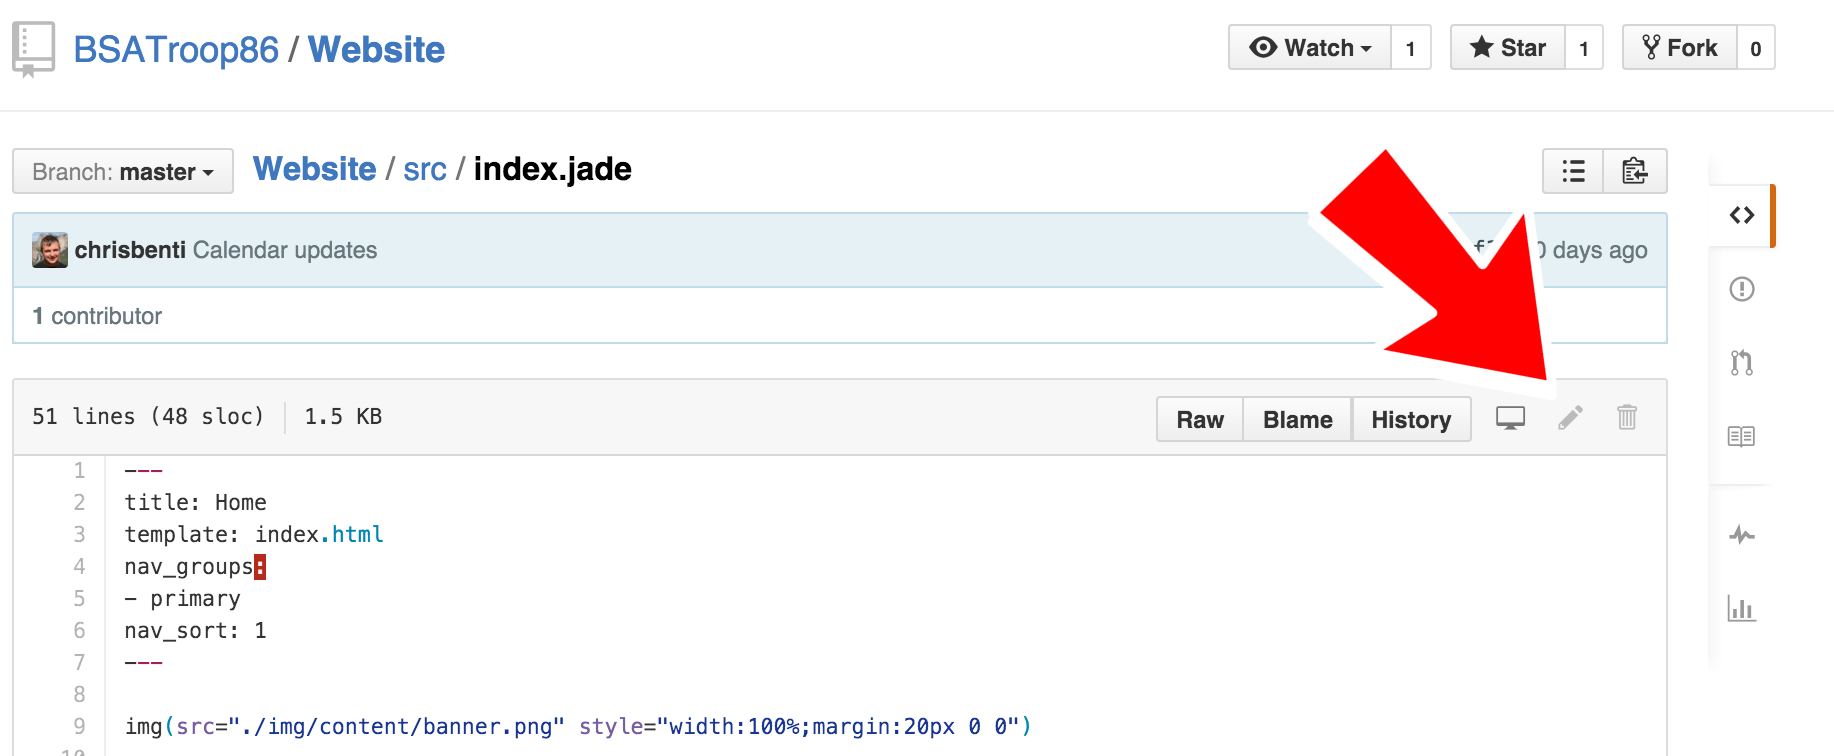 BSATroop86 / Website
Watch 1 Star 1 Fork 0
Branch: master Website / src / index.jade
chrisbenti Calendar updates days ago
1 contributor
51 lines (48 sloc) 1.5 KB Raw Blame History
1 ---
2 title: Home
3 template: index.html
4 nav_groups:
5 - primary
6 nav_sort: 1
7 ---
8
9 img(src="./img/content/banner.png" style="width:100%;margin:20px 0 0")